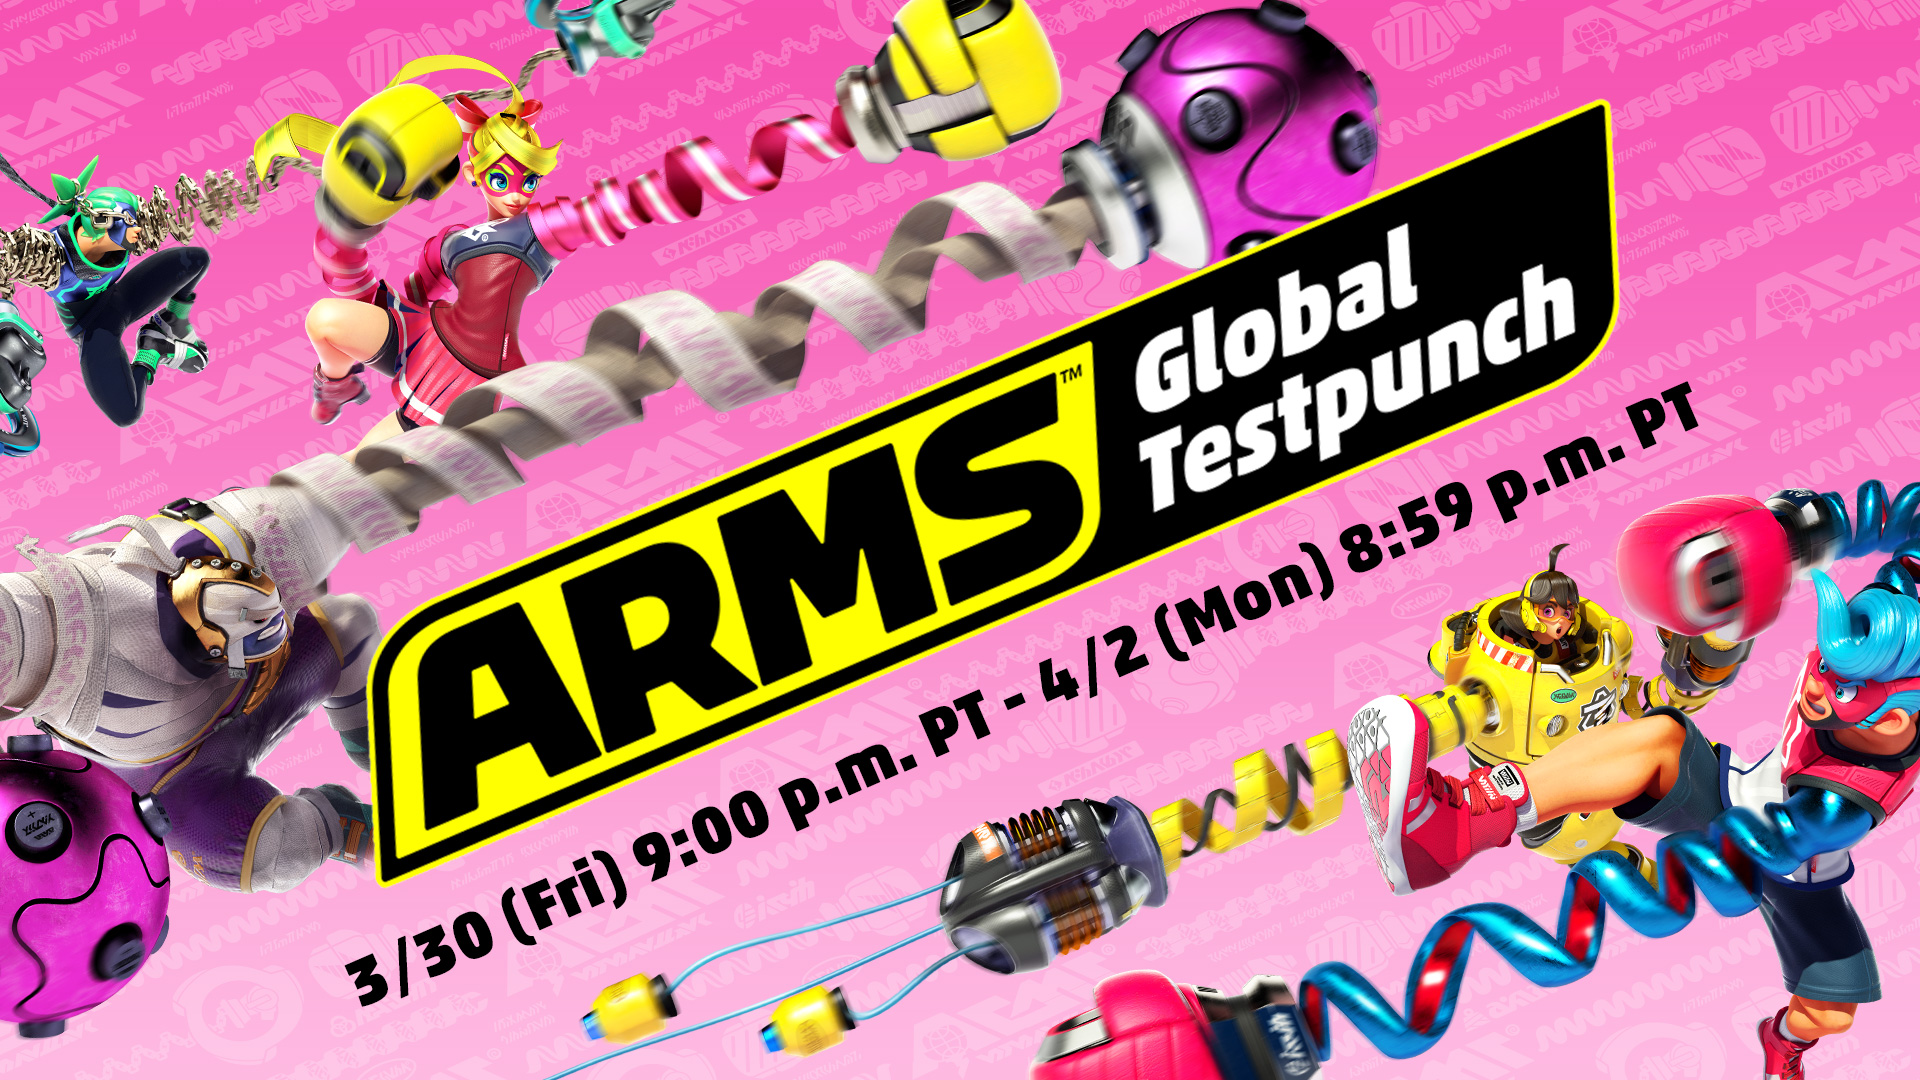 ARMS™
Global
Testpunch
3/30 (Fri) 9:00 p.m. PT - 4/2 (Mon) 8:59 p.m. PT